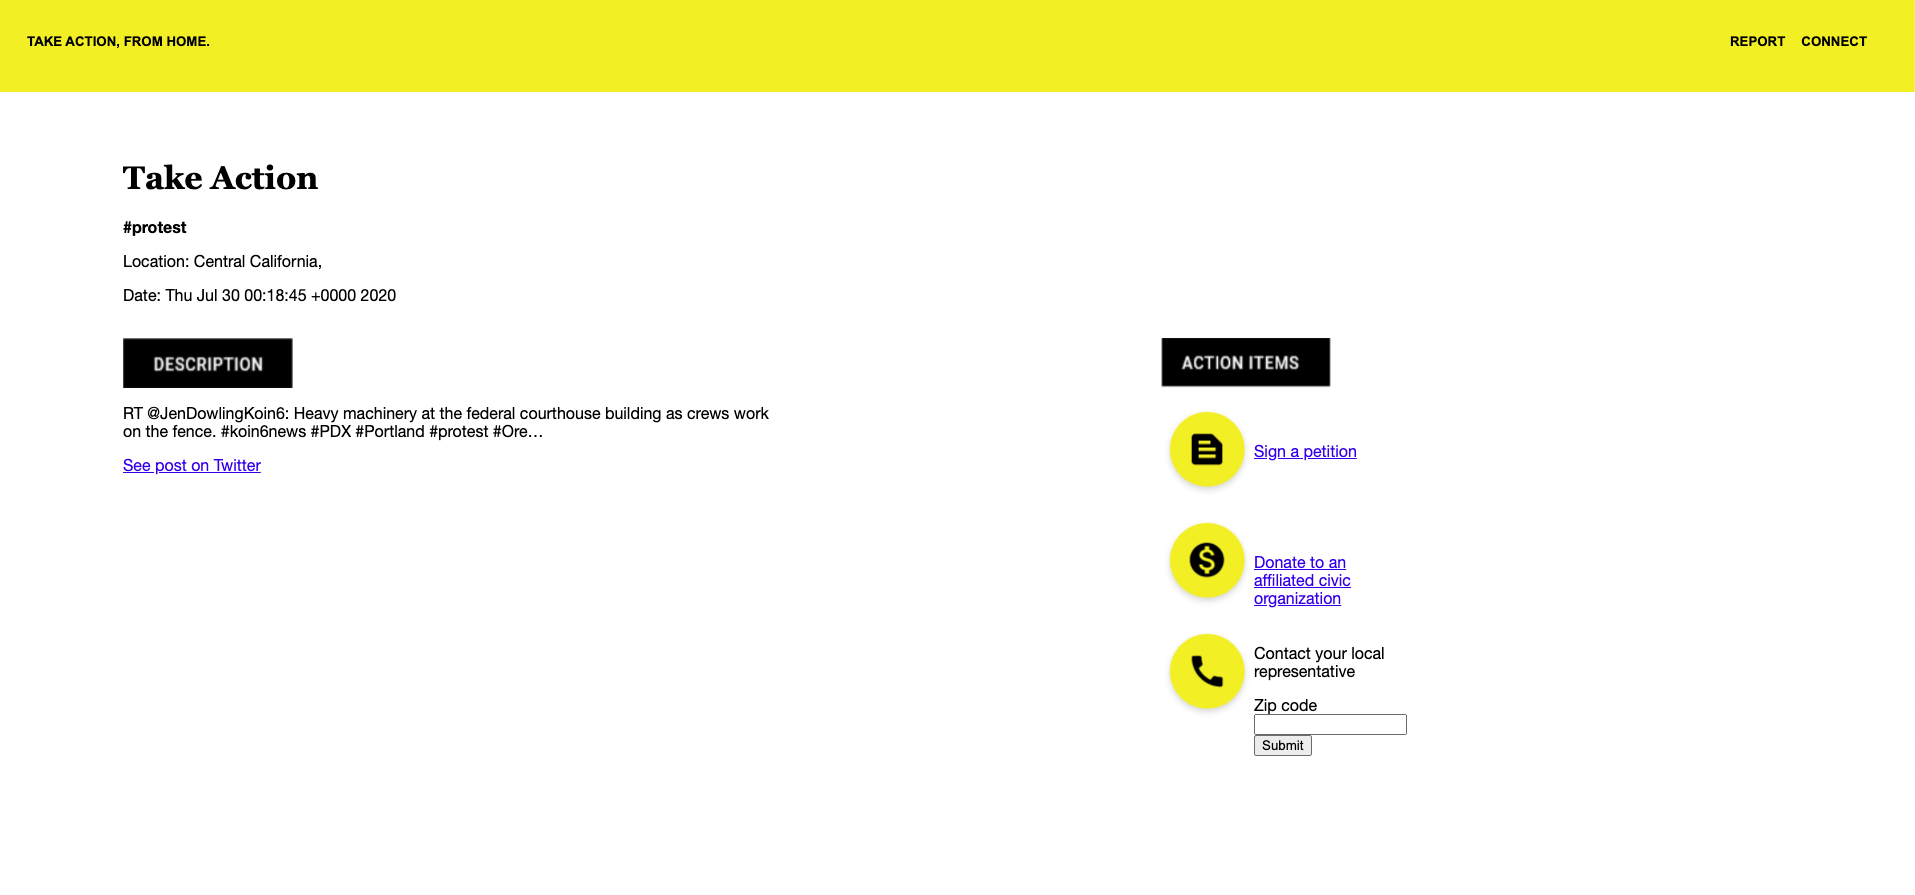 TAKE ACTION, FROM HOME.
REPORT CONNECT
Take Action
#protest
Location: Central California,
Date: Thu Jul 30 00:18:45 +0000 2020
DESCRIPTION
RT @JenDowlingKoin6: Heavy machinery at the federal courthouse building as crews work
on the fence. #koin6news #PDX #Portland #protest #Ore…
See post on Twitter
ACTION ITEMS
Sign a petition
Donate to an
affiliated civic
organization
Contact your local
representative
Zip code
Submit